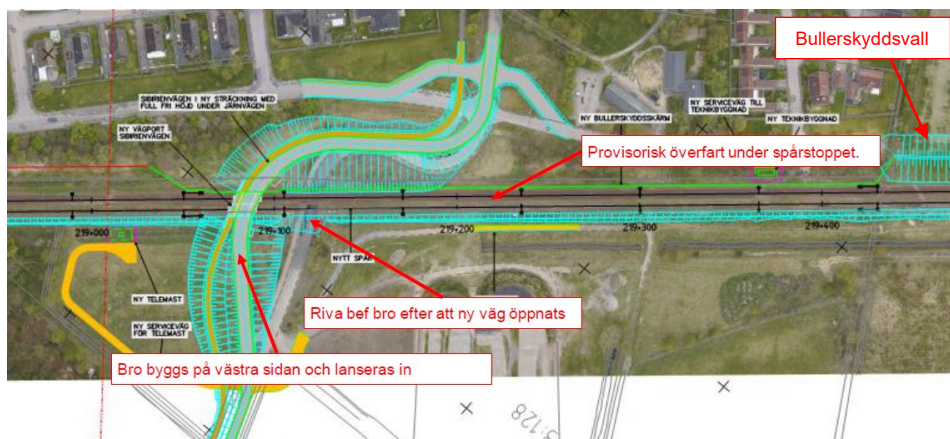 Bullerskyddsvall
SIBIRIENVÄGEN I NY STRÄCKNING MED
FULL FRI HÖJD UNDER JÄRNVÄGEN
NY VÄGPORT I
SIBIRIENVÄGEN
NY BULLERSKYDDSSKÄRM
NY SERVICEVÄG TILL
TEKNIKBYGGNAD
NY TEKNIKBYGGNAD
Provisorisk överfart under spårstoppet.
219+000
219+100
219+200
219+300
219+400
NYTT SPÅR
NY TELEMAST
NY SERVICEVÄG
FÖR TELEMAST
Riva bef bro efter att ny väg öppnats
Bro byggs på västra sidan och lanseras in
3:128